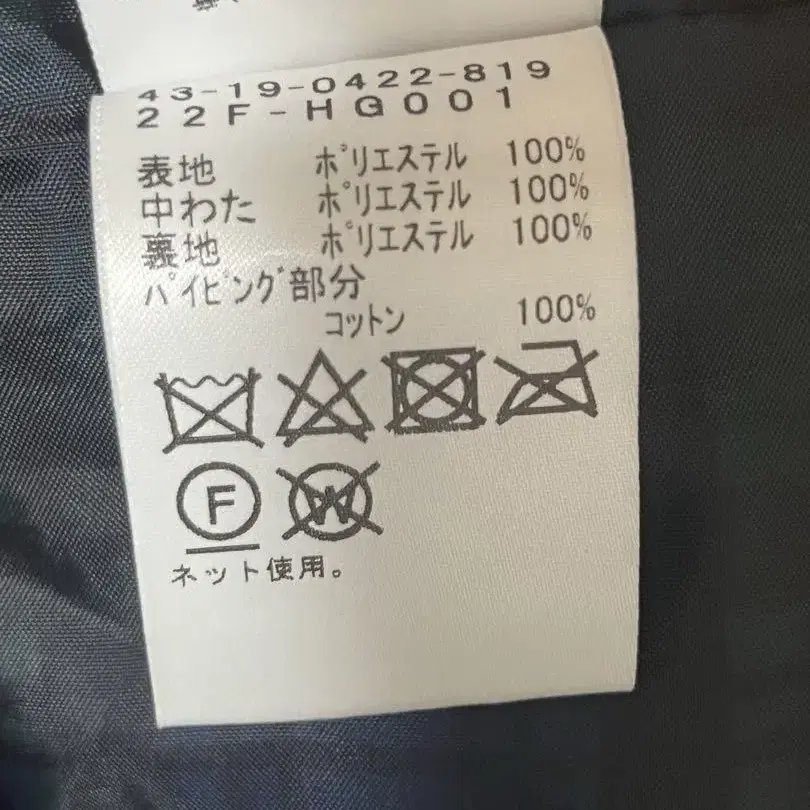 43-19-0422-819
22F-HG001
表地 ポリエステル 100%
中わた ポリエステル 100%
裏地 ポリエステル 100%
パイピング部分
コットン 100%
F W
ネット使用。